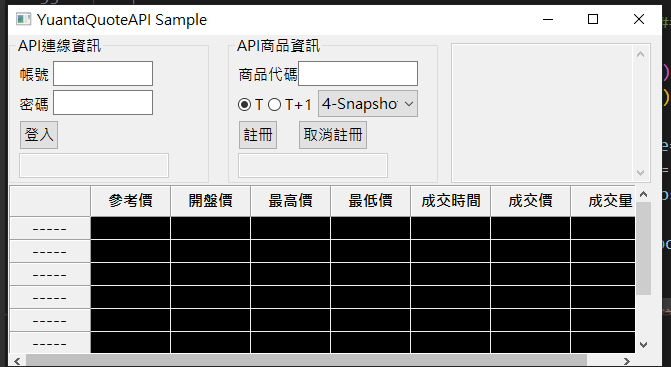 YuantaQuoteAPI Sample
API連線資訊
帳號
密碼
登入
API商品資訊
商品代碼
T T+1 4-Snapsho
註冊 取消註冊
參考價 開盤價 最高價 最低價 成交時間 成交價 成交量
-----
-----
-----
-----
-----
-----